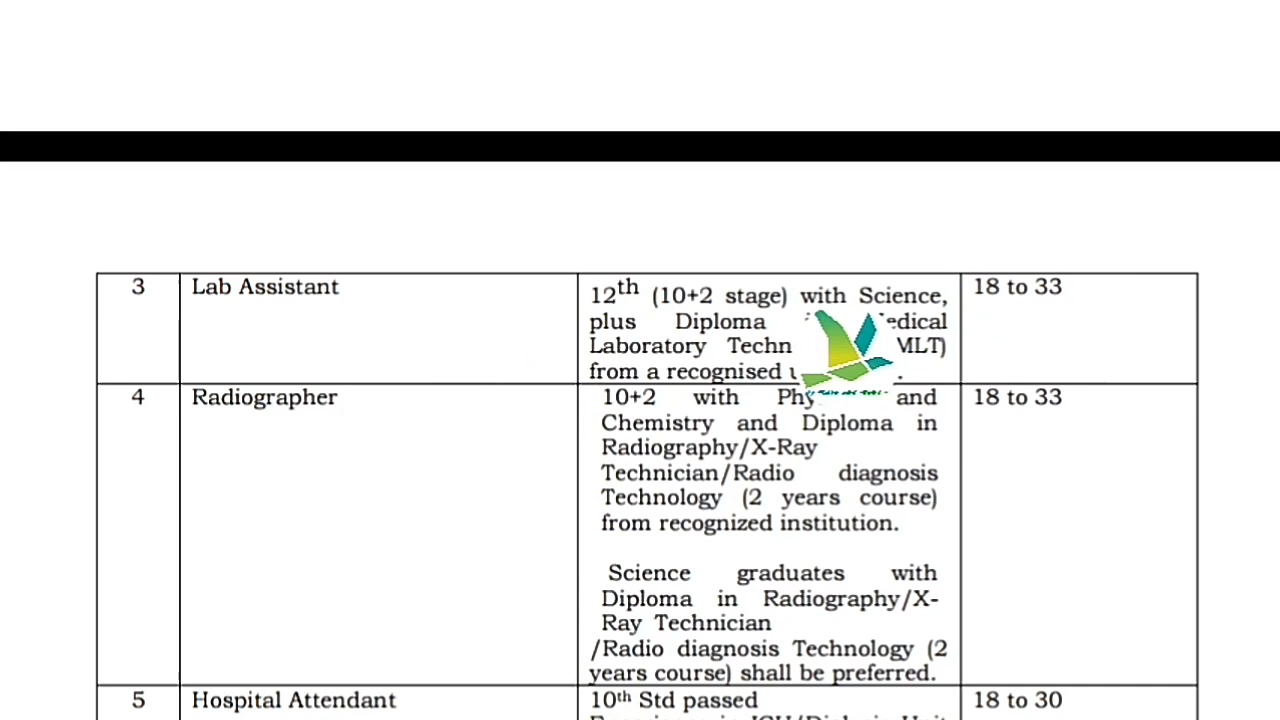 3 Lab Assistant 12th (10+2 stage) with Science, 18 to 33
plus Diploma
Laboratory MLT)
from a recognised
4 Radiographer 10+2 with and 18 to 33
Chemistry and Diploma in
Radiography/X-Ray
Technician/Radio diagnosis
Technology (2 years course)
from recognized institution.
Science graduates with
Diploma in Radiography/X-
Ray Technician
/Radio diagnosis Technology (2
years course) shall be preferred.
5 Hospital Attendant 10th Std passed 18 to 30